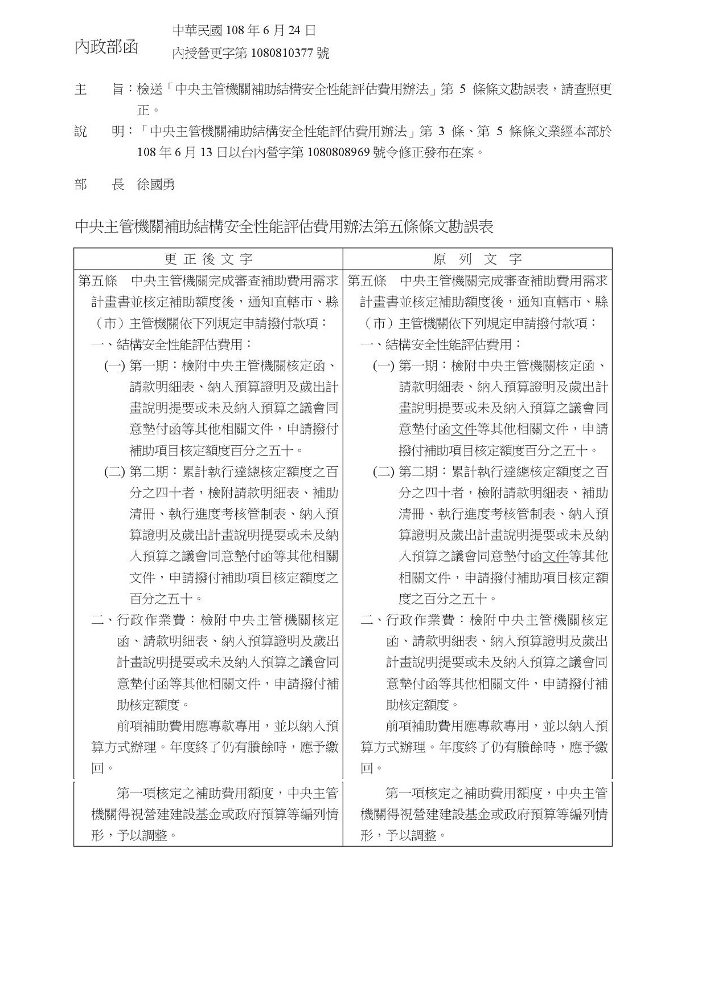 內政部函
中華民國 108 年 6 月 24 日
內授營更字第 1080810377 號
主　　旨：檢送「中央主管機關補助結構安全性能評估費用辦法」第 5 條條文勘誤表，請查照更
正。
說　　明：「中央主管機關補助結構安全性能評估費用辦法」第 3 條、第 5 條條文業經本部於
108 年 6 月 13 日以台內營字第 1080808969 號令修正發布在案。
部　　長　徐國勇
中央主管機關補助結構安全性能評估費用辦法第五條條文勘誤表
更正後文字
第五條　中央主管機關完成審查補助費用需求
計畫書並核定補助額度後，通知直轄市、縣
（市）主管機關依下列規定申請撥付款項：
一、結構安全性能評估費用：
(一) 第一期：檢附中央主管機關核定函、
請款明細表、納入預算證明及歲出計
畫說明提要或未及納入預算之議會同
意墊付函等其他相關文件，申請撥付
補助項目核定額度百分之五十。
(二) 第二期：累計執行達總核定額度之百
分之四十者，檢附請款明細表、補助
清冊、執行進度考核管制表、納入預
算證明及歲出計畫說明提要或未及納
入預算之議會同意墊付函等其他相關
文件，申請撥付補助項目核定額度之
百分之五十。
二、行政作業費：檢附中央主管機關核定
函、請款明細表、納入預算證明及歲出
計畫說明提要或未及納入預算之議會同
意墊付函等其他相關文件，申請撥付補
助核定額度。
前項補助費用應專款專用，並以納入預
算方式辦理。年度終了仍有賸餘時，應予繳
回。
第一項核定之補助費用額度，中央主管
機關得視營建建設基金或政府預算等編列情
形，予以調整。
原列文字
第五條　中央主管機關完成審查補助費用需求
計畫書並核定補助額度後，通知直轄市、縣
（市）主管機關依下列規定申請撥付款項：
一、結構安全性能評估費用：
(一) 第一期：檢附中央主管機關核定函、
請款明細表、納入預算證明及歲出計
畫說明提要或未及納入預算之議會同
意墊付函文件等其他相關文件，申請
撥付補助項目核定額度百分之五十。
(二) 第二期：累計執行達總核定額度之百
分之四十者，檢附請款明細表、補助
清冊、執行進度考核管制表、納入預
算證明及歲出計畫說明提要或未及納
入預算之議會同意墊付函文件等其他
相關文件，申請撥付補助項目核定額
度之百分之五十。
二、行政作業費：檢附中央主管機關核定
函、請款明細表、納入預算證明及歲出
計畫說明提要或未及納入預算之議會同
意墊付函等其他相關文件，申請撥付補
助核定額度。
前項補助費用應專款專用，並以納入預
算方式辦理。年度終了仍有賸餘時，應予繳
回。
第一項核定之補助費用額度，中央主管
機關得視營建建設基金或政府預算等編列情
形，予以調整。